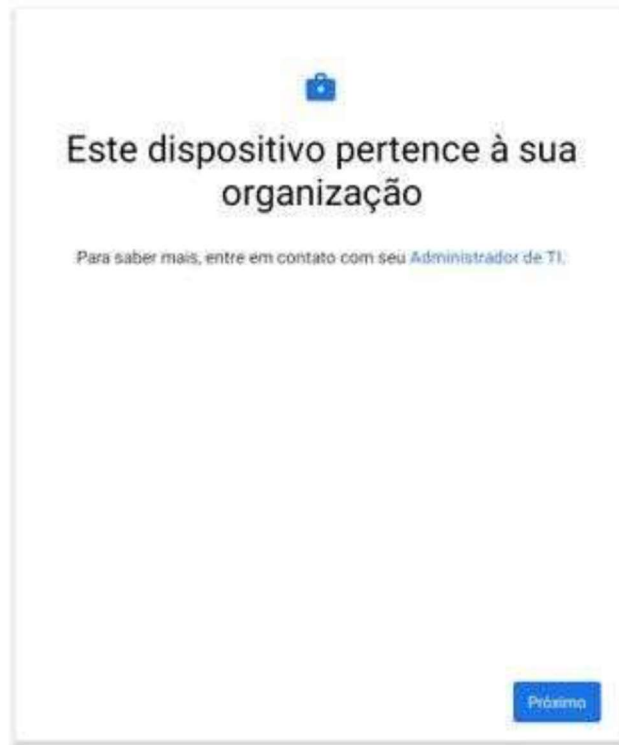 Este dispositivo pertence à sua
organização
Para saber mais, entre em contato com seu Administrador de TI.
Próximo